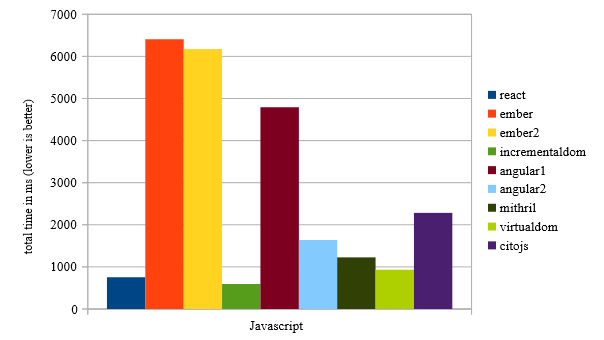 7000
6000
5000
4000
3000
2000
1000
0
total time in ms (lower is better)
Javascript
react
ember
ember2
incrementaldom
angular1
angular2
mithril
virtualdom
citojs